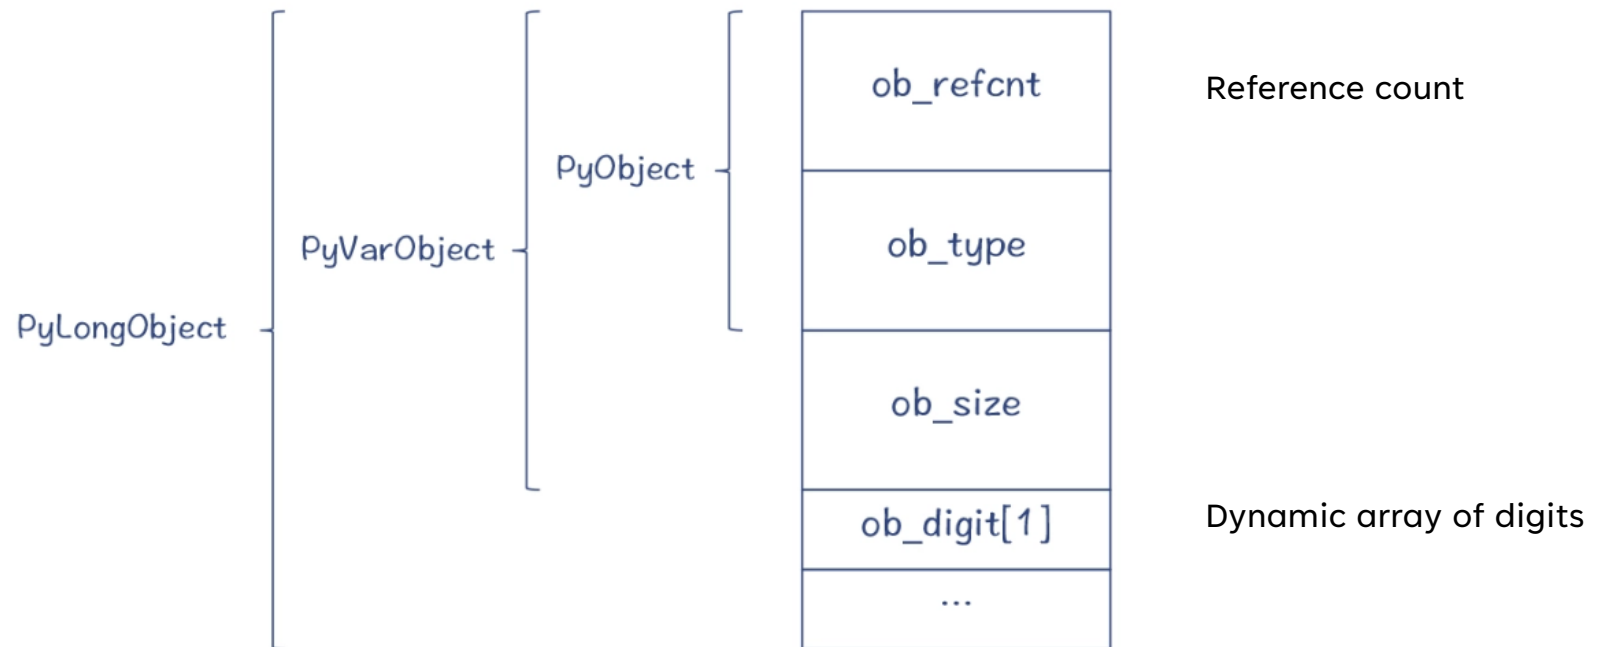 ob_refcnt
Reference count
PyObject
ob_type
PyVarObject
PyLongObject
ob_size
ob_digit[1]
Dynamic array of digits
...